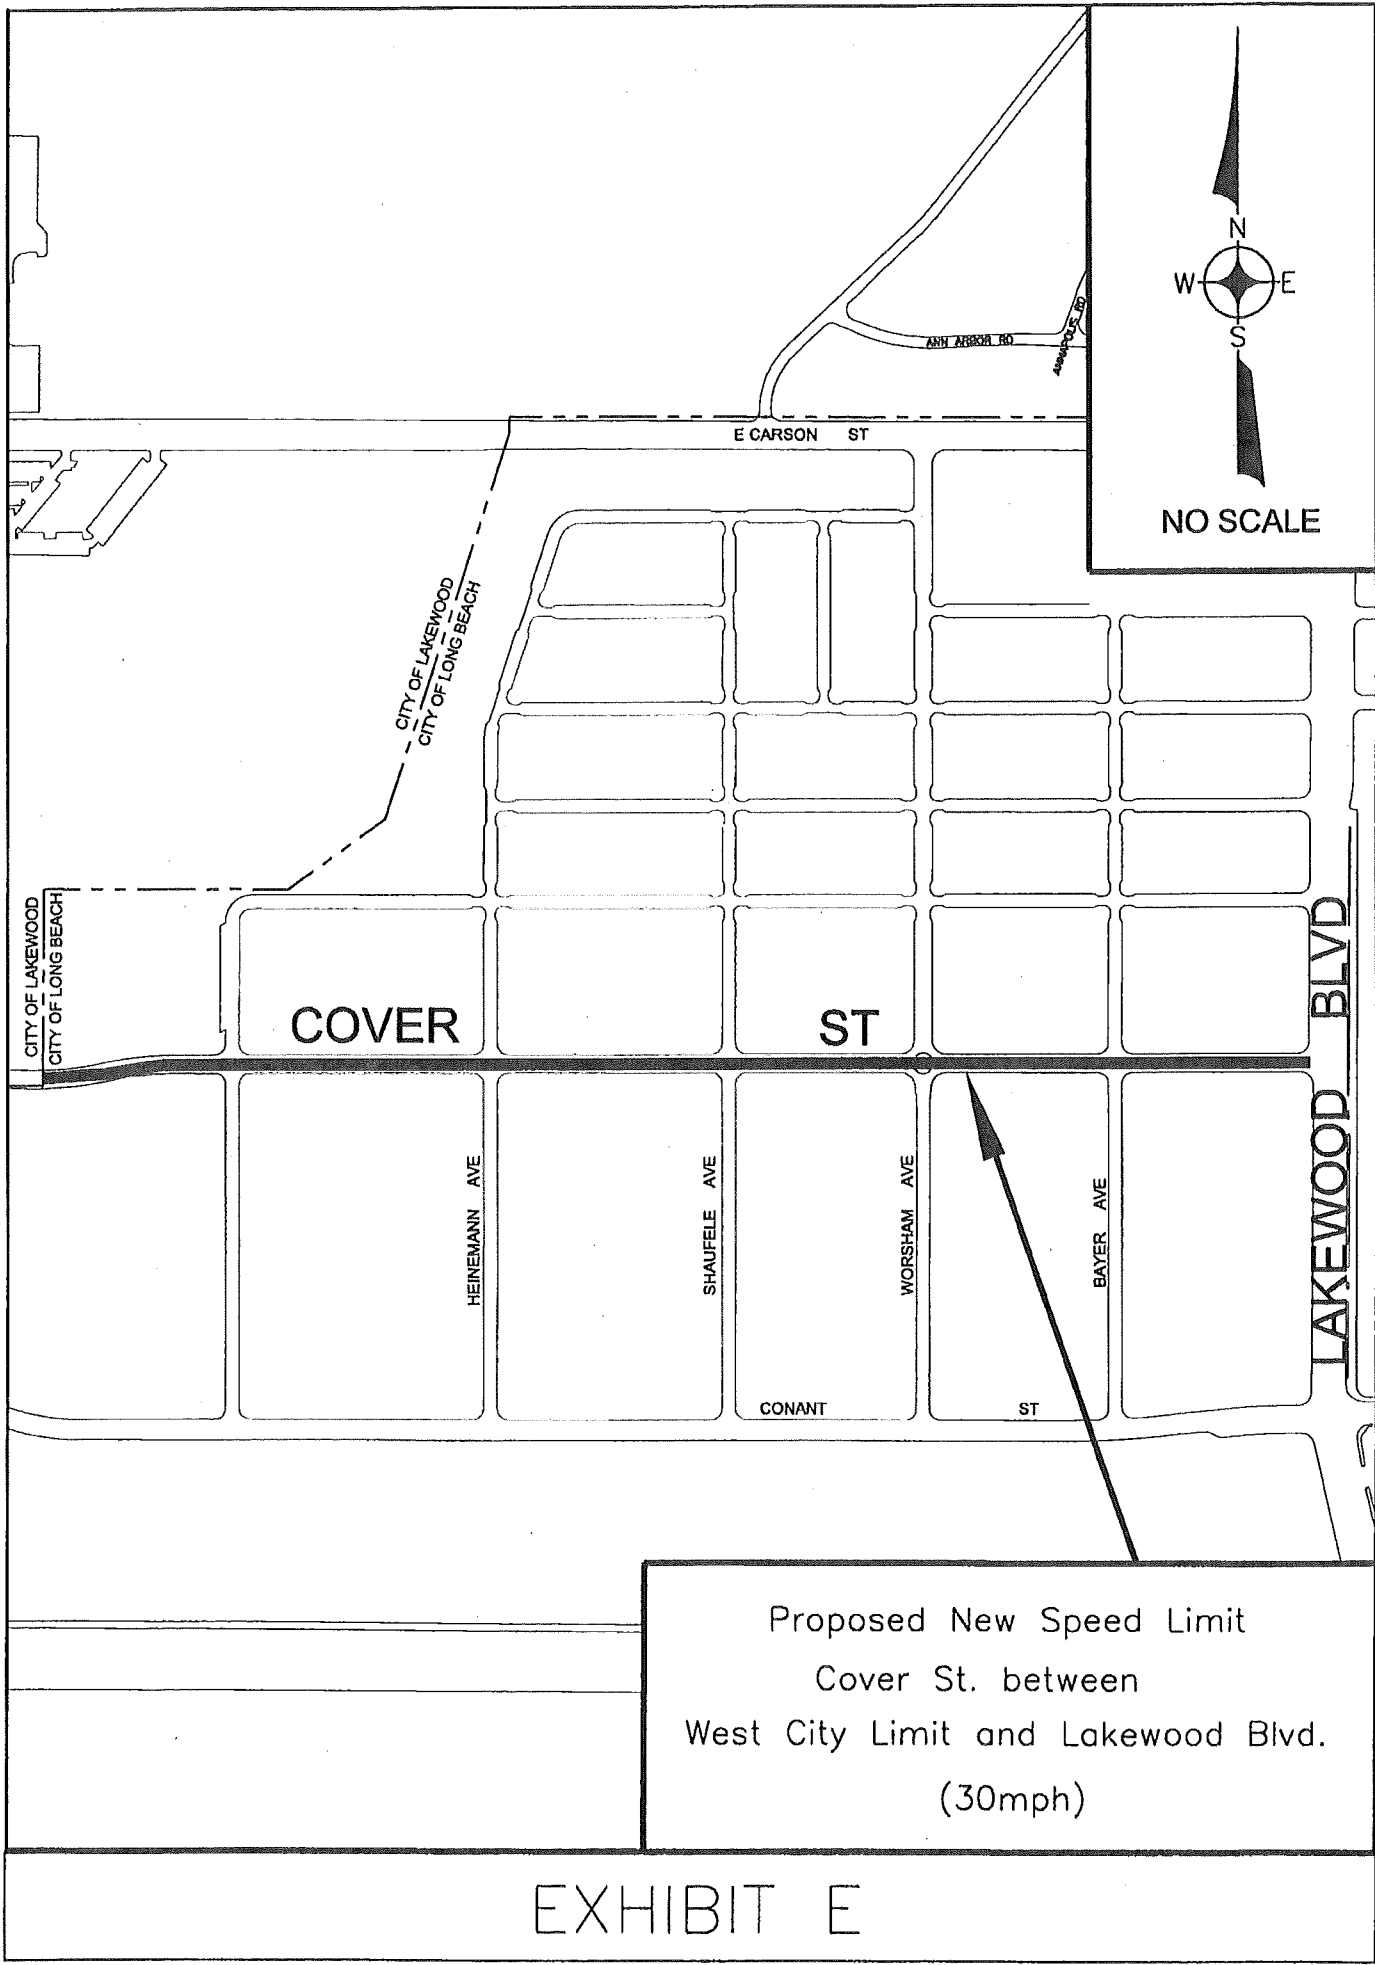 N
W E
S
NO SCALE
ANN ARBOR RD
ANNAPOLIS RD
E CARSON ST
CITY OF LAKEWOOD
CITY OF LONG BEACH
CITY OF LAKEWOOD
CITY OF LONG BEACH
COVER ST
LAKEWOOD BLVD
HEINEMANN AVE
SHAUFELE AVE
WORSHAM AVE
BAYER AVE
CONANT ST
Proposed New Speed Limit
Cover St. between
West City Limit and Lakewood Blvd.
(30mph)
EXHIBIT E